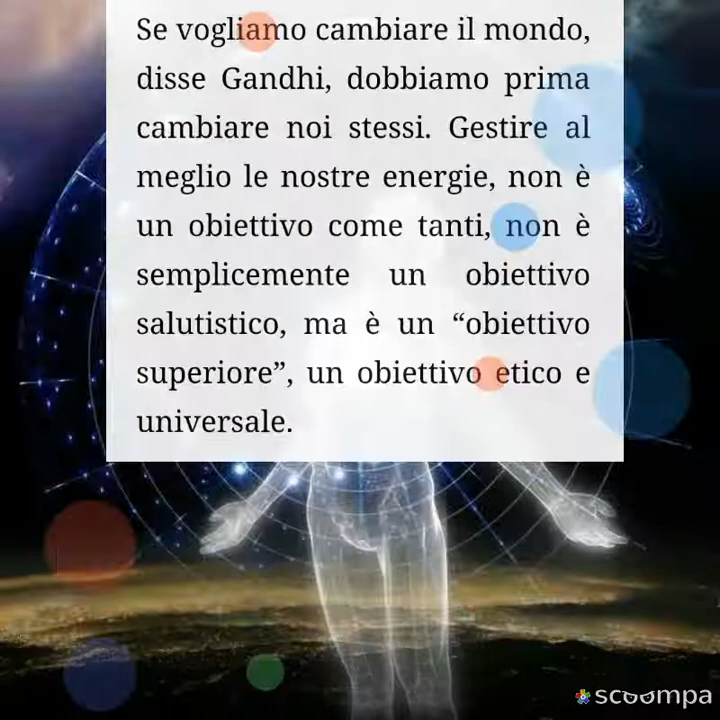 Se vogliamo cambiare il mondo,
disse Gandhi, dobbiamo prima
cambiare noi stessi. Gestire al
meglio le nostre energie, non è
un obiettivo come tanti, non è
semplicemente un obiettivo
salutistico, ma è un “obiettivo
superiore”, un obiettivo etico e
universale.
scoompa